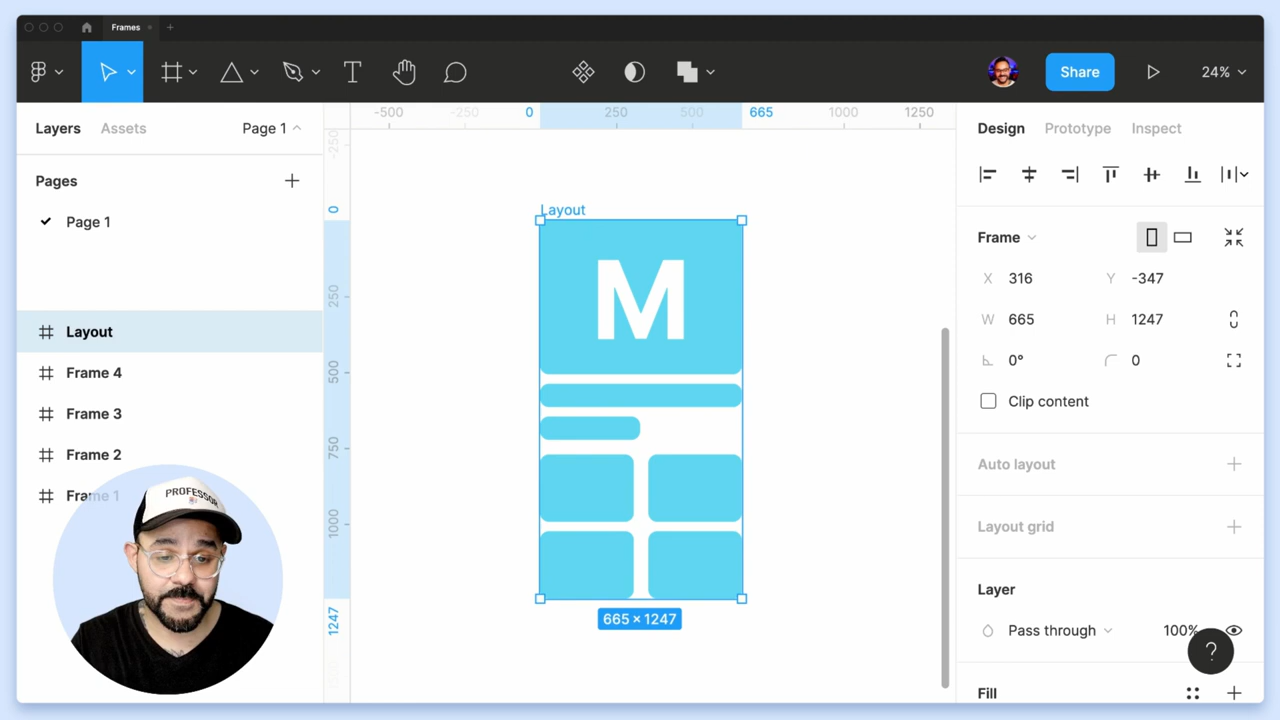 Frames
Share
24%
Layers
Assets
Page 1
Pages
Page 1
Layout
Frame 4
Frame 3
Frame 2
Frame 1
PROFESSOR
-500
-250
0
250
500
665
1000
1250
-250
0
250
500
750
1000
1247
Layout
M
665 × 1247
Design
Prototype
Inspect
Frame
X 316
Y -347
W 665
H 1247
0°
0
Clip content
Auto layout
Layout grid
Layer
Pass through
100%
?
Fill